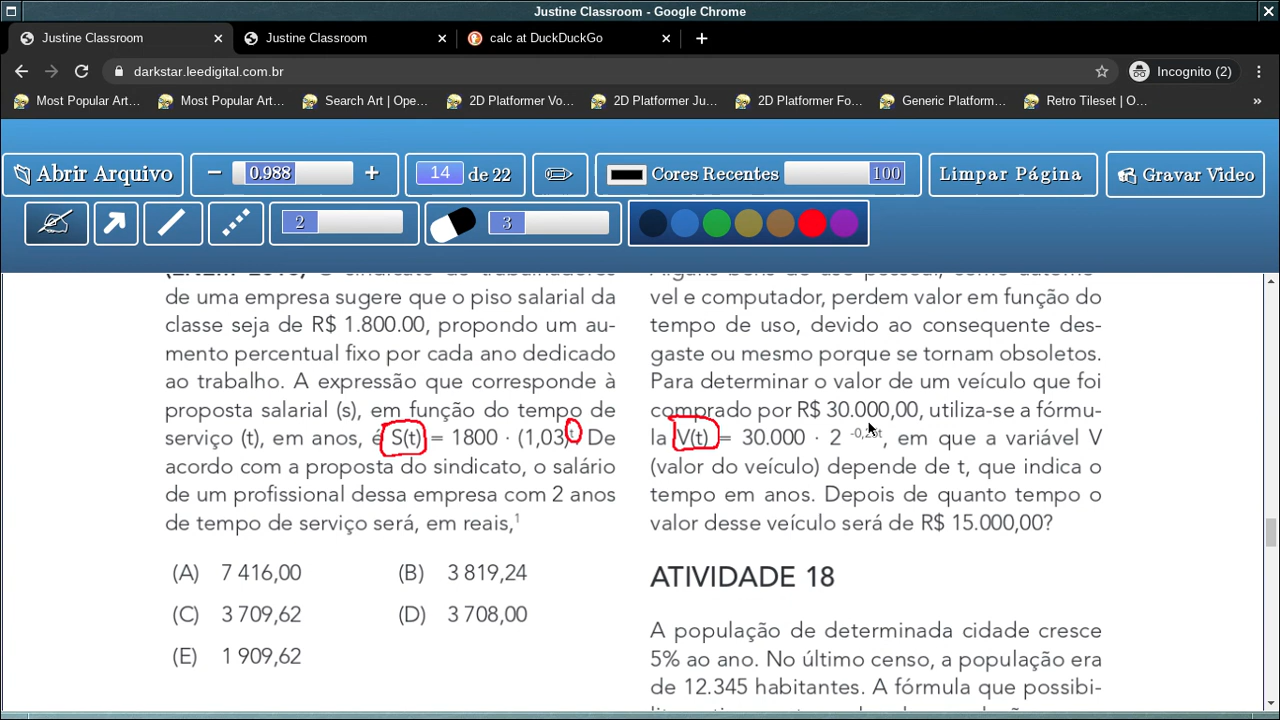 Justine Classroom - Google Chrome
Justine Classroom
Justine Classroom
calc at DuckDuckGo
darkstar.leedigital.com.br
Incognito (2)
Most Popular Art...
Most Popular Art...
Search Art | Ope...
2D Platformer Vo...
2D Platformer Ju...
2D Platformer Fo...
Generic Platform...
Retro Tileset | O...
»
Abrir Arquivo
− 0,988 +
14 de 22
Cores Recentes 100
Limpar Página
Gravar Video
2
3
de uma empresa sugere que o piso salarial da
classe seja de R$ 1.800.00, propondo um au-
mento percentual fixo por cada ano dedicado
ao trabalho. A expressão que corresponde à
proposta salarial (s), em função do tempo de
serviço (t), em anos, é S(t) = 1800 · (1,03)ᵗ. De
acordo com a proposta do sindicato, o salário
de um profissional dessa empresa com 2 anos
de tempo de serviço será, em reais,¹
(A) 7 416,00 (B) 3 819,24
(C) 3 709,62 (D) 3 708,00
(E) 1 909,62
Alguns bens de uso pessoal, como automó-
vel e computador, perdem valor em função do
tempo de uso, devido ao consequente des-
gaste ou mesmo porque se tornam obsoletos.
Para determinar o valor de um veículo que foi
comprado por R$ 30.000,00, utiliza-se a fórmu-
la V(t) = 30.000 · 2 , em que a variável V
(valor do veículo) depende de t, que indica o
tempo em anos. Depois de quanto tempo o
valor desse veículo será de R$ 15.000,00?
ATIVIDADE 18
A população de determinada cidade cresce
5% ao ano. No último censo, a população era
de 12.345 habitantes. A fórmula que possibi-